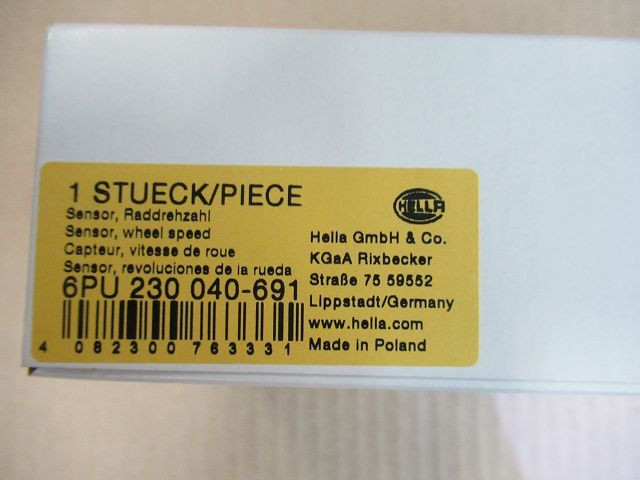 1 STUECK/PIECE
Sensor, Raddrehzahl
Sensor, wheel speed
Capteur, vitesse de roue
Sensor, revoluciones de la rueda
6PU 230 040-691
4 082300 763331
HELLA
Hella GmbH & Co.
KGaA Rixbecker
Straße 75 59552
Lippstadt/Germany
www.hella.com
Made in Poland